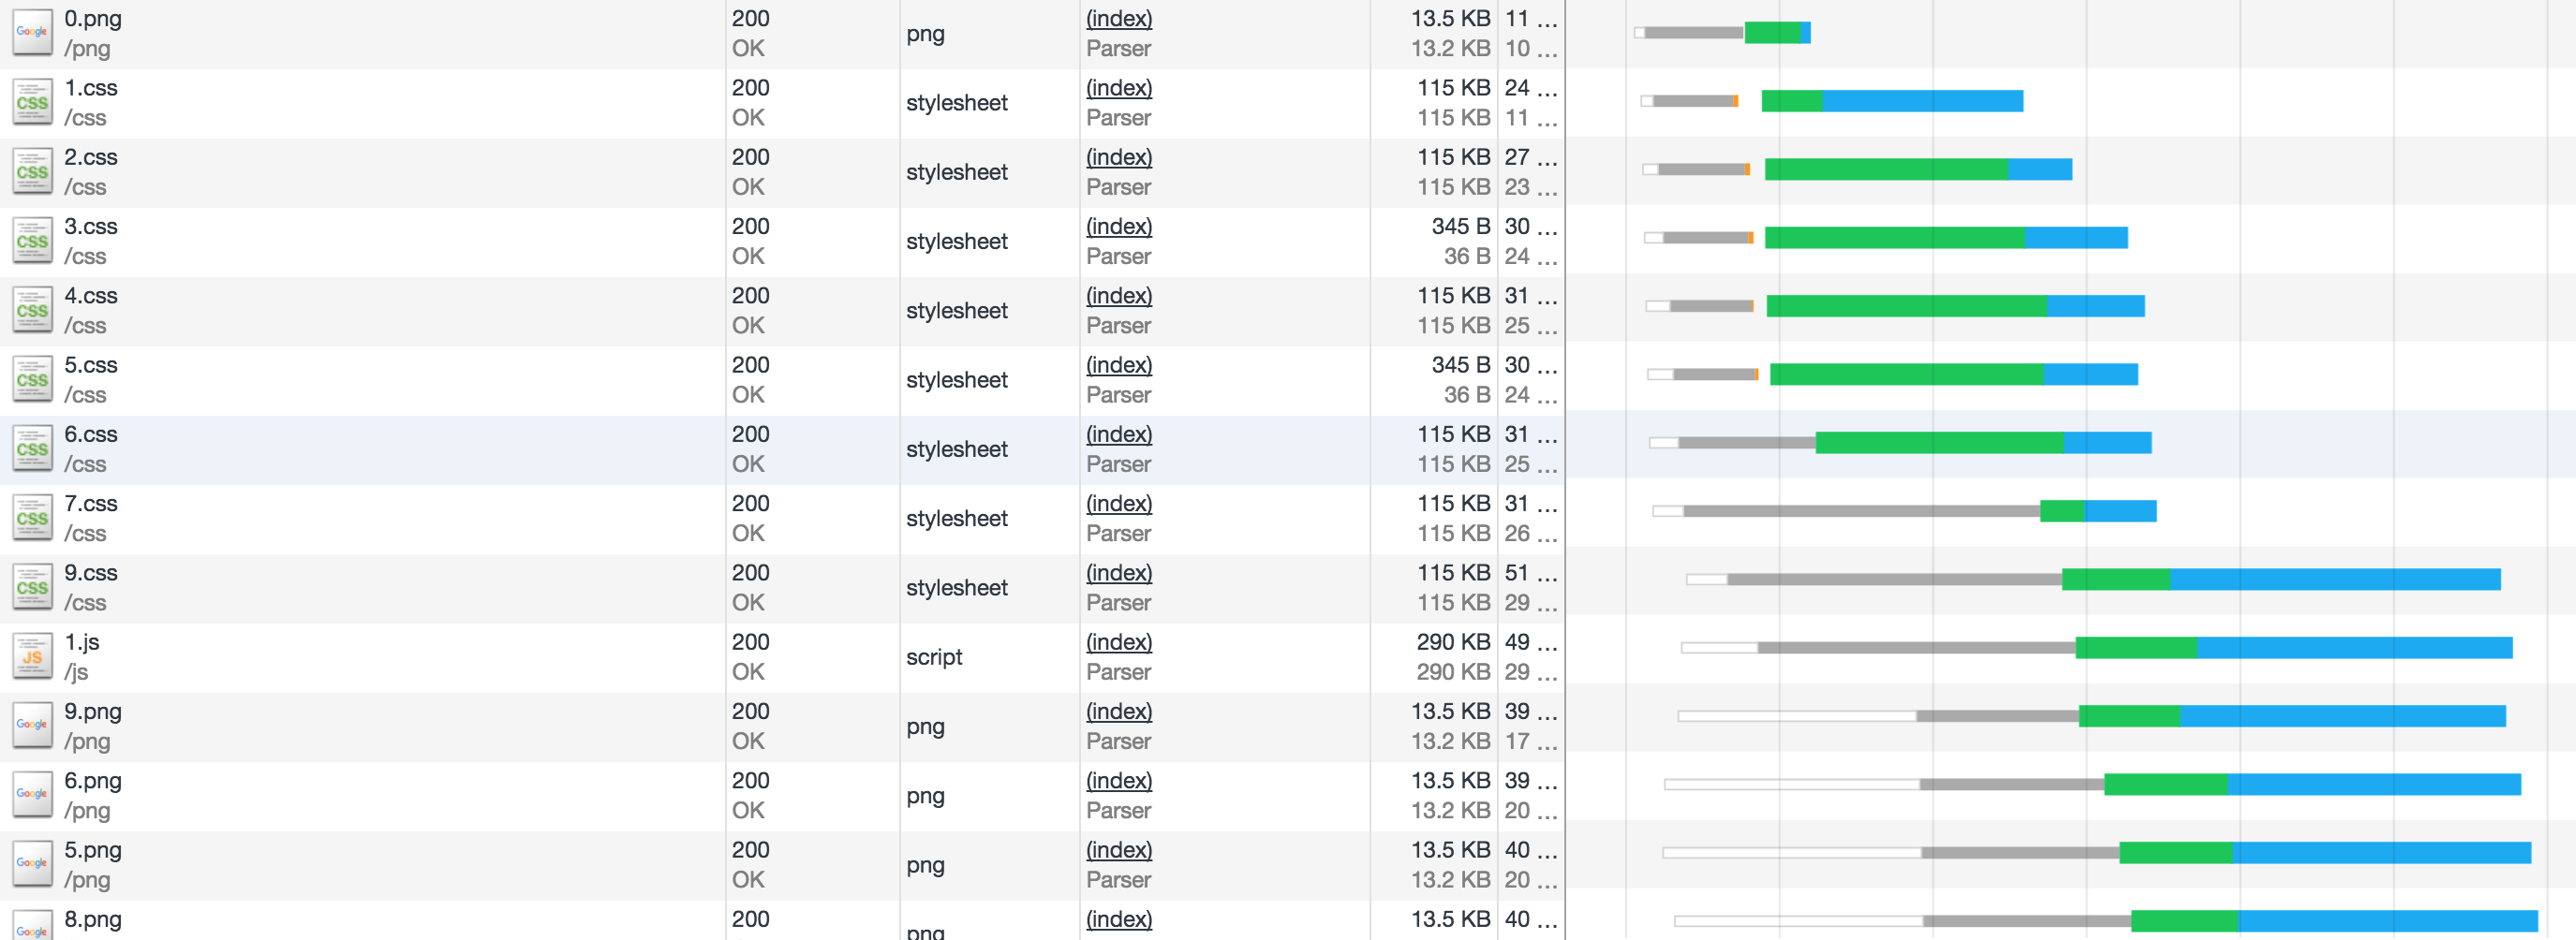 0.png 200 (index) 13.5 KB 11 ...
/png OK png Parser 13.2 KB 10 ...
1.css 200 (index) 115 KB 24 ...
/css OK stylesheet Parser 115 KB 11 ...
2.css 200 (index) 115 KB 27 ...
/css OK stylesheet Parser 115 KB 23 ...
3.css 200 (index) 345 B 30 ...
/css OK stylesheet Parser 36 B 24 ...
4.css 200 (index) 115 KB 31 ...
/css OK stylesheet Parser 115 KB 25 ...
5.css 200 (index) 345 B 30 ...
/css OK stylesheet Parser 36 B 24 ...
6.css 200 (index) 115 KB 31 ...
/css OK stylesheet Parser 115 KB 25 ...
7.css 200 (index) 115 KB 31 ...
/css OK stylesheet Parser 115 KB 26 ...
9.css 200 (index) 115 KB 51 ...
/css OK stylesheet Parser 115 KB 29 ...
1.js 200 (index) 290 KB 49 ...
/js OK script Parser 290 KB 29 ...
9.png 200 (index) 13.5 KB 39 ...
/png OK png Parser 13.2 KB 17 ...
6.png 200 (index) 13.5 KB 39 ...
/png OK png Parser 13.2 KB 20 ...
5.png 200 (index) 13.5 KB 40 ...
/png OK png Parser 13.2 KB 20 ...
8.png 200 (index) 13.5 KB 40 ...
png